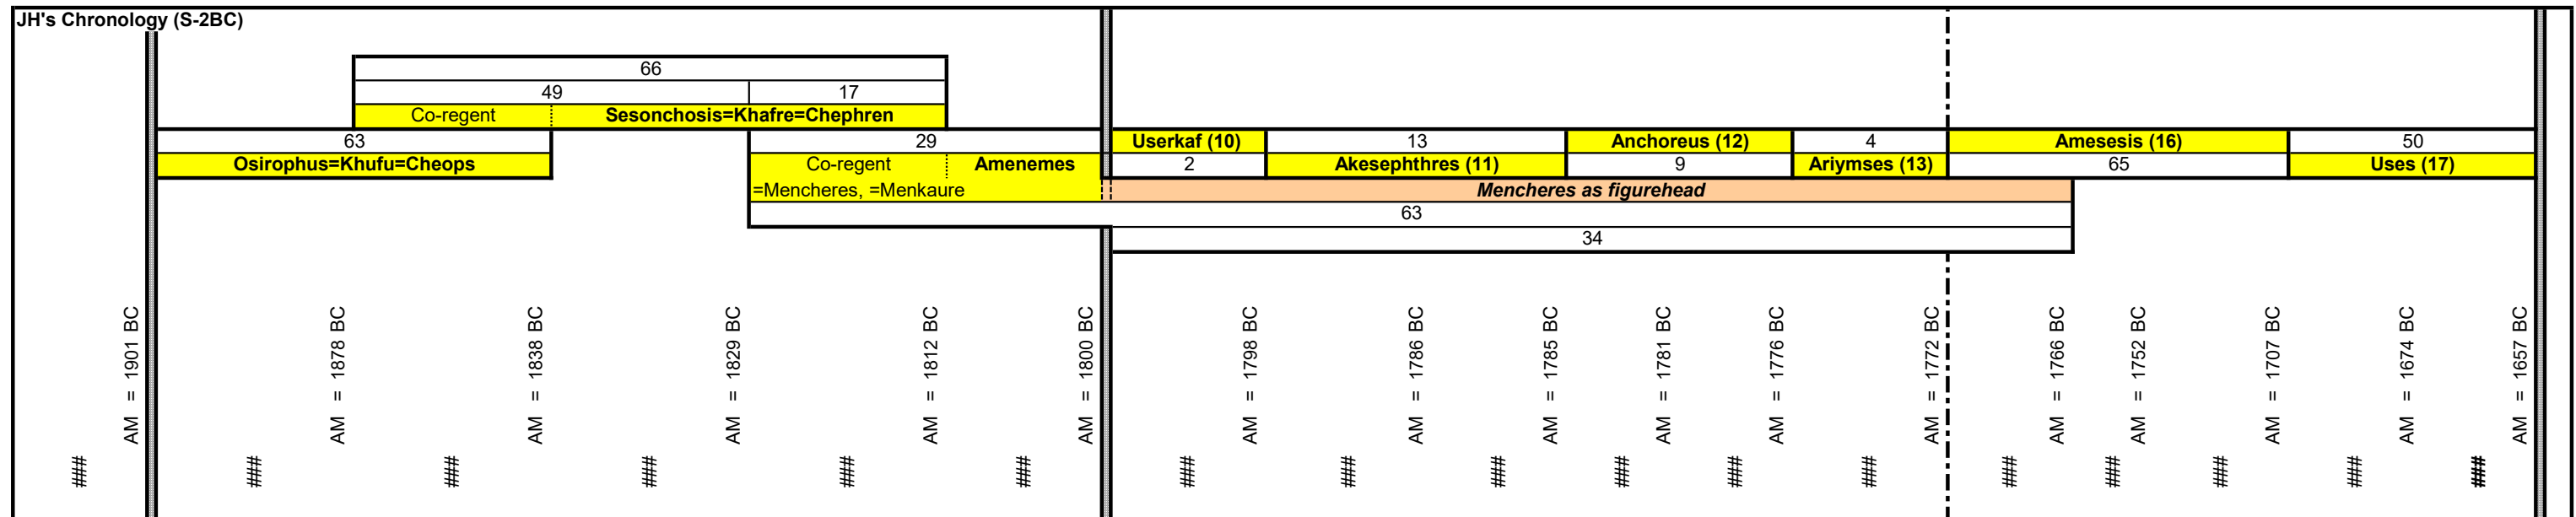 JH's Chronology (S-2BC)
66
49 17
Co-regent Sesonchosis=Khafre=Chephren
63 29 Userkaf (10) 13 Anchoreus (12) 4 Amesesis (16) 50
Osirophus=Khufu=Cheops Co-regent Amenemes 2 Akesephthres (11) 9 Ariymses (13) 65 Uses (17)
=Mencheres, =Menkaure Mencheres as figurehead
63
34
AM = 1901 BC
AM = 1878 BC
AM = 1838 BC
AM = 1829 BC
AM = 1812 BC
AM = 1800 BC
AM = 1798 BC
AM = 1786 BC
AM = 1785 BC
AM = 1781 BC
AM = 1776 BC
AM = 1772 BC
AM = 1766 BC
AM = 1752 BC
AM = 1707 BC
AM = 1674 BC
AM = 1657 BC
### ### ### ### ### ### ### ### ### ### ### ### ### ### ### ### ###